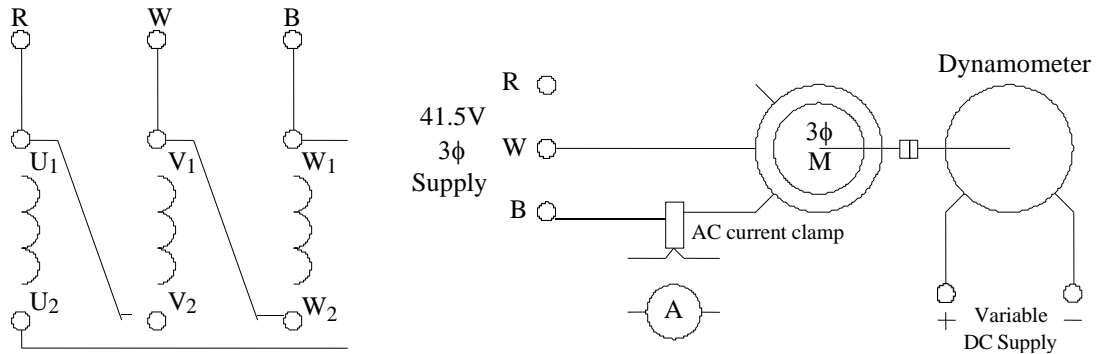 R W B
U1 V1 W1
U2 V2 W2
R
41.5V
3ϕ
Supply
W
B
3ϕ
M
Dynamometer
AC current clamp
A
+ Variable −
DC Supply